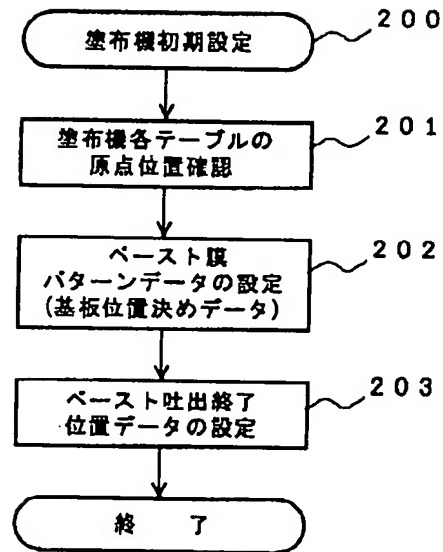 塗布機初期設定
200
塗布機各テーブルの
原点位置確認
201
ペースト膜
パターンデータの設定
(基板位置決めデータ)
202
ペースト吐出終了
位置データの設定
203
終 了